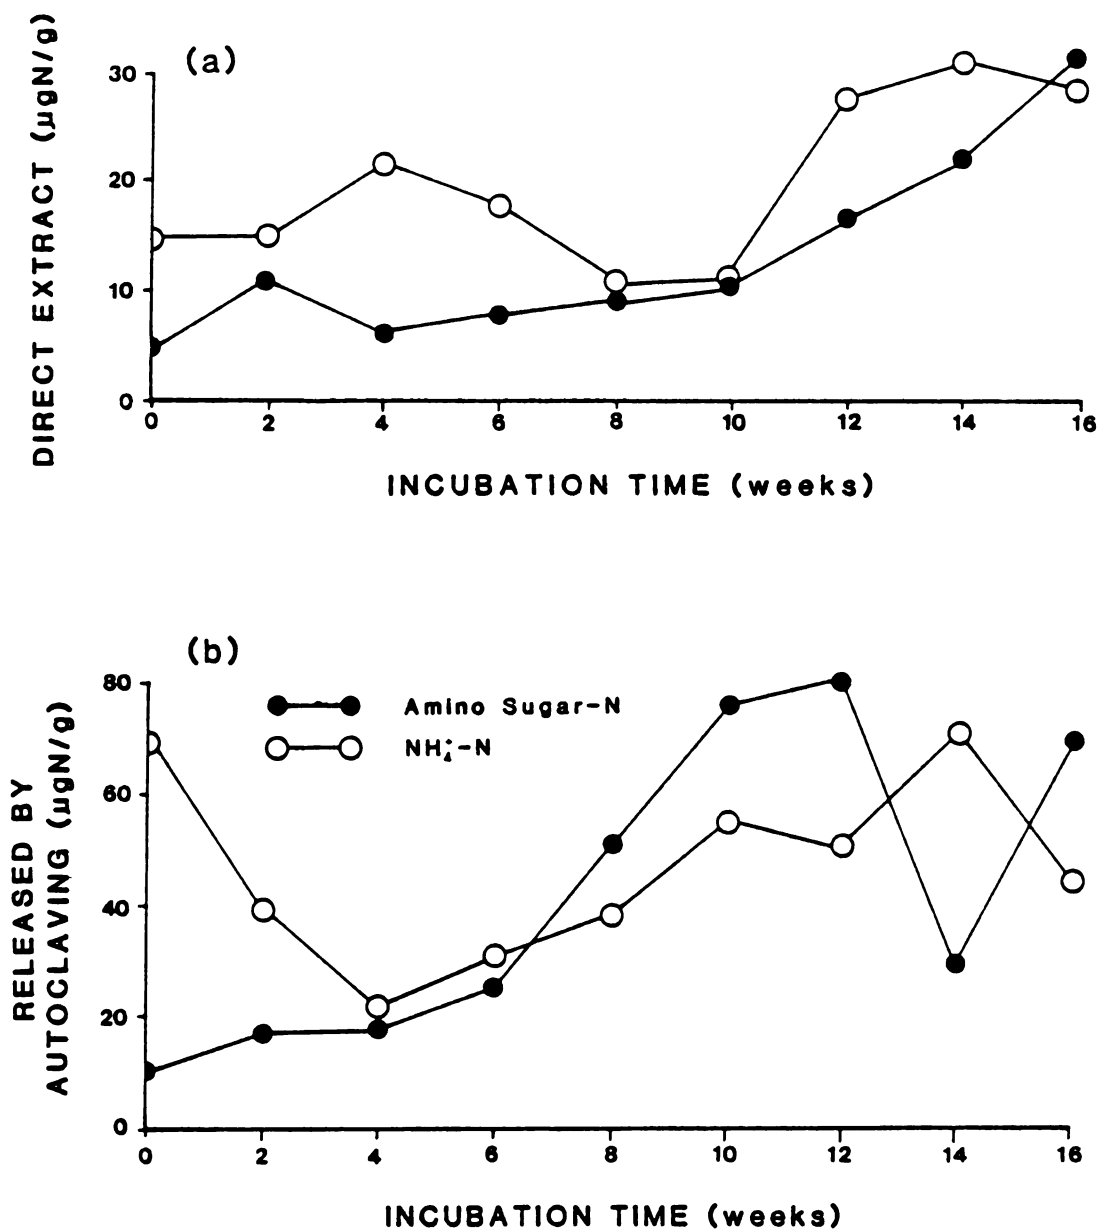 (a)
DIRECT EXTRACT (µgN/g)
30
20
10
0
0 2 4 6 8 10 12 14 16
INCUBATION TIME (weeks)
(b)
RELEASED BY
AUTOCLAVING (µgN/g)
80
60
40
20
0
Amino Sugar-N
NH₄⁺-N
0 2 4 6 8 10 12 14 16
INCUBATION TIME (weeks)